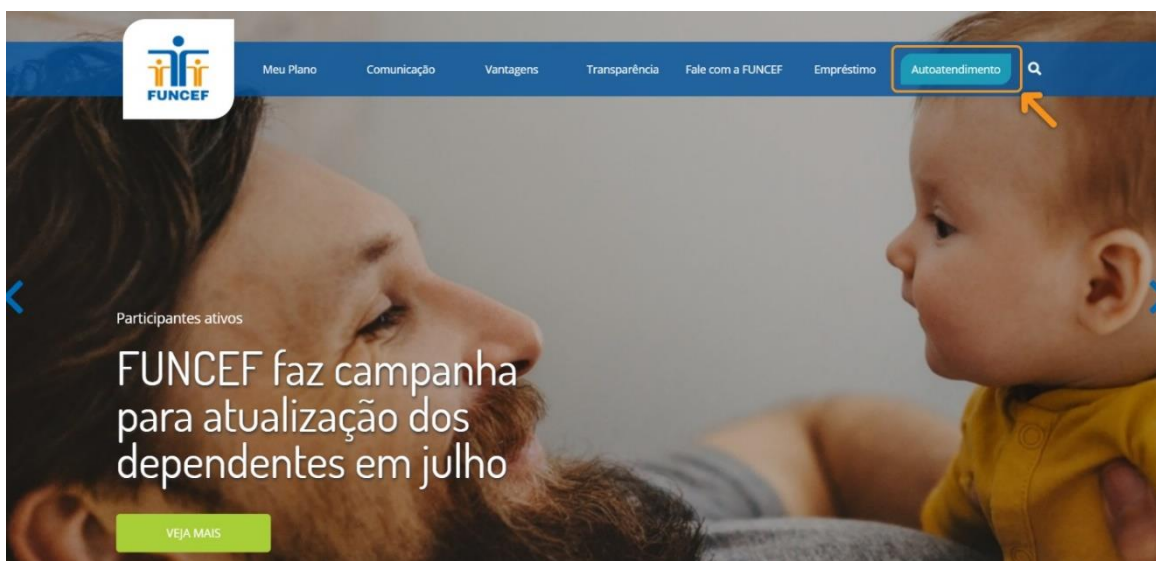 FUNCEF
Meu Plano Comunicação Vantagens Transparência Fale com a FUNCEF Empréstimo Autoatendimento
Participantes ativos
FUNCEF faz campanha
para atualização dos
dependentes em julho
VEJA MAIS